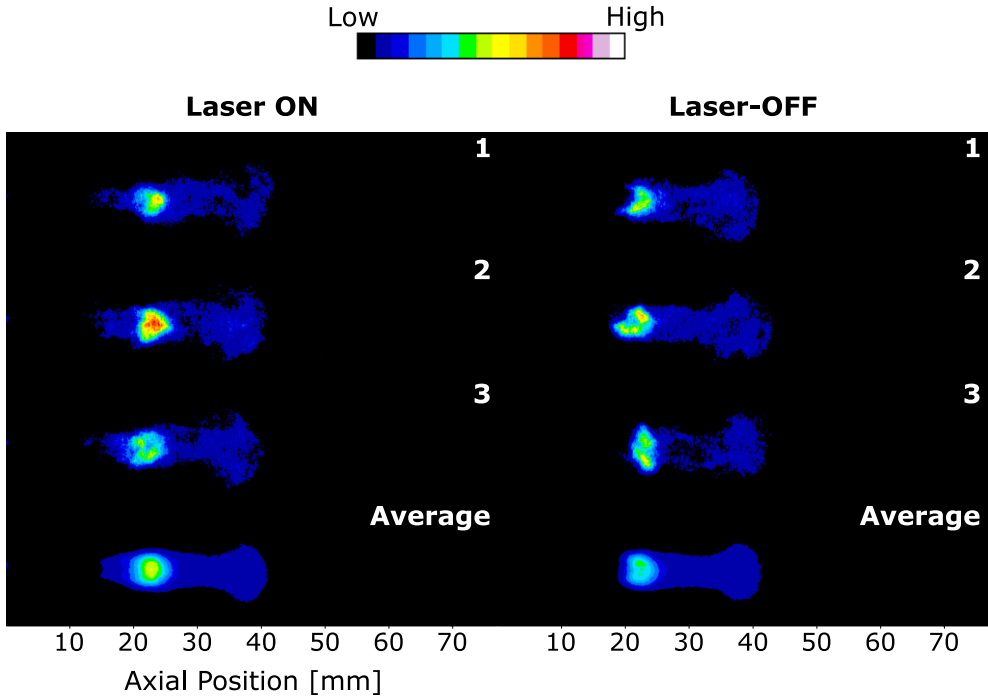 Low High
Laser ON Laser-OFF
1 1
2 2
3 3
Average Average
10 20 30 40 50 60 70 10 20 30 40 50 60 70
Axial Position [mm]